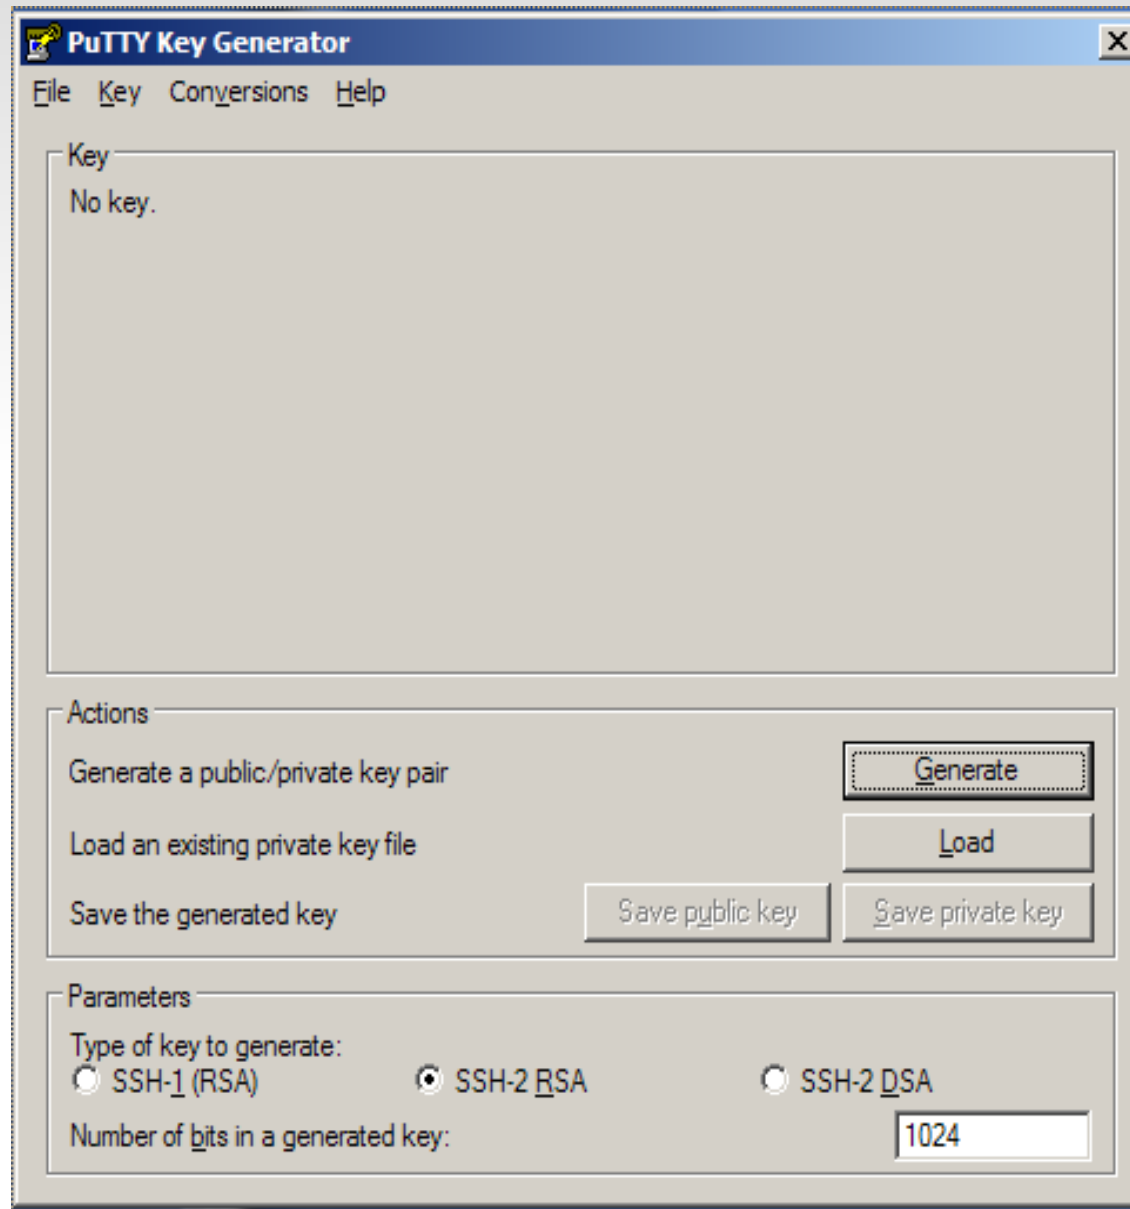 PuTTY Key Generator
File Key Conversions Help
Key
No key.
Actions
Generate a public/private key pair Generate
Load an existing private key file Load
Save the generated key Save public key Save private key
Parameters
Type of key to generate:
SSH-1 (RSA) SSH-2 RSA SSH-2 DSA
Number of bits in a generated key: 1024